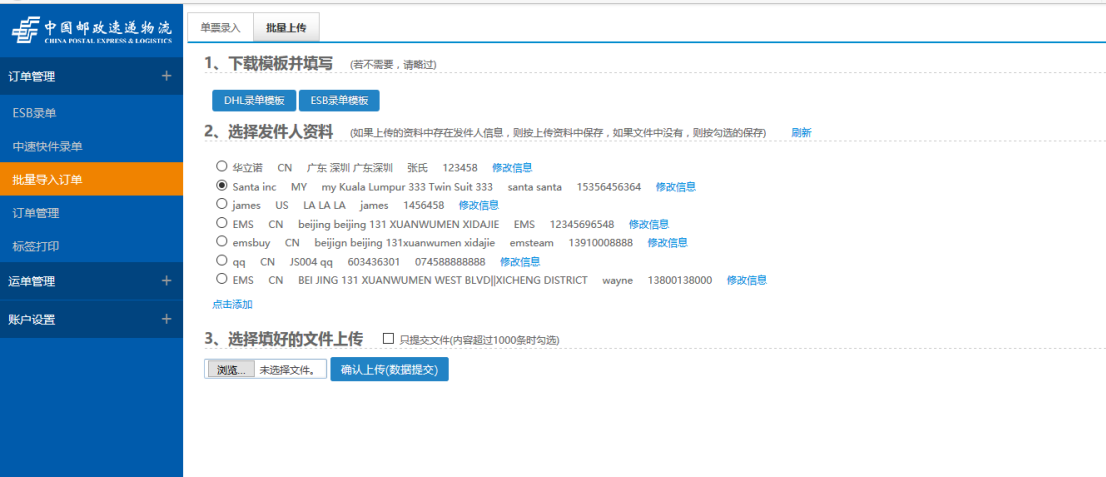 中国邮政速递物流
CHINA POSTAL EXPRESS & LOGISTICS
订单管理 +
ESB录单
中速快件录单
批量导入订单
订单管理
标签打印
运单管理 +
账户设置 +
单票录入 批量上传
1、下载模板并填写 (若不需要，请略过)
DHL录单模板 ESB录单模板
2、选择发件人资料 (如果上传的资料中存在发件人信息，则按上传资料中保存，如果文件中没有，则按勾选的保存) 刷新
华立诺 CN 广东 深圳 广东深圳 张氏 123458 修改信息
Santa inc MY my Kuala Lumpur 333 Twin Suit 333 santa santa 15356456364 修改信息
james US LA LA LA james 1456458 修改信息
EMS CN beijing beijing 131 XUANWUMEN XIDAJIE EMS 12345696548 修改信息
emsbuy CN beijign beijing 131xuanwumen xidajie emsteam 13910008888 修改信息
qq CN JS004 qq 603436301 074588888888 修改信息
EMS CN BEI JING 131 XUANWUMEN WEST BLVD||XICHENG DISTRICT wayne 13800138000 修改信息
点击添加
3、选择填好的文件上传 只提交文件(内容超过1000条时勾选)
浏览... 未选择文件。 确认上传(数据提交)